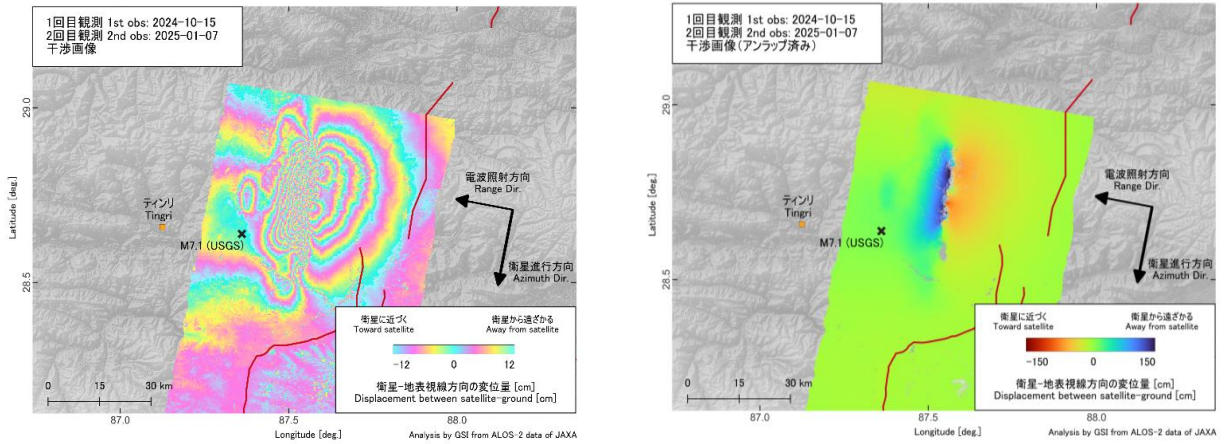 1回目観測 1st obs: 2024-10-15
2回目観測 2nd obs: 2025-01-07
干渉画像
29.0
28.5
Latitude [deg.]
ティンリ
Tingri
M7.1 (USGS)
電波照射方向
Range Dir.
衛星進行方向
Azimuth Dir.
衛星に近づく
Toward satellite
衛星から遠ざかる
Away from satellite
-12 0 12
衛星-地表視線方向の変位量 [cm]
Displacement between satellite-ground [cm]
0 15 30 km
87.0 87.5 88.0
Longitude [deg.]
Analysis by GSI from ALOS-2 data of JAXA
1回目観測 1st obs: 2024-10-15
2回目観測 2nd obs: 2025-01-07
干渉画像(アンラップ済み)
29.0
28.5
Latitude [deg.]
ティンリ
Tingri
M7.1 (USGS)
電波照射方向
Range Dir.
衛星進行方向
Azimuth Dir.
衛星に近づく
Toward satellite
衛星から遠ざかる
Away from satellite
-150 0 150
衛星-地表視線方向の変位量 [cm]
Displacement between satellite-ground [cm]
0 15 30 km
87.0 87.5 88.0
Longitude [deg.]
Analysis by GSI from ALOS-2 data of JAXA